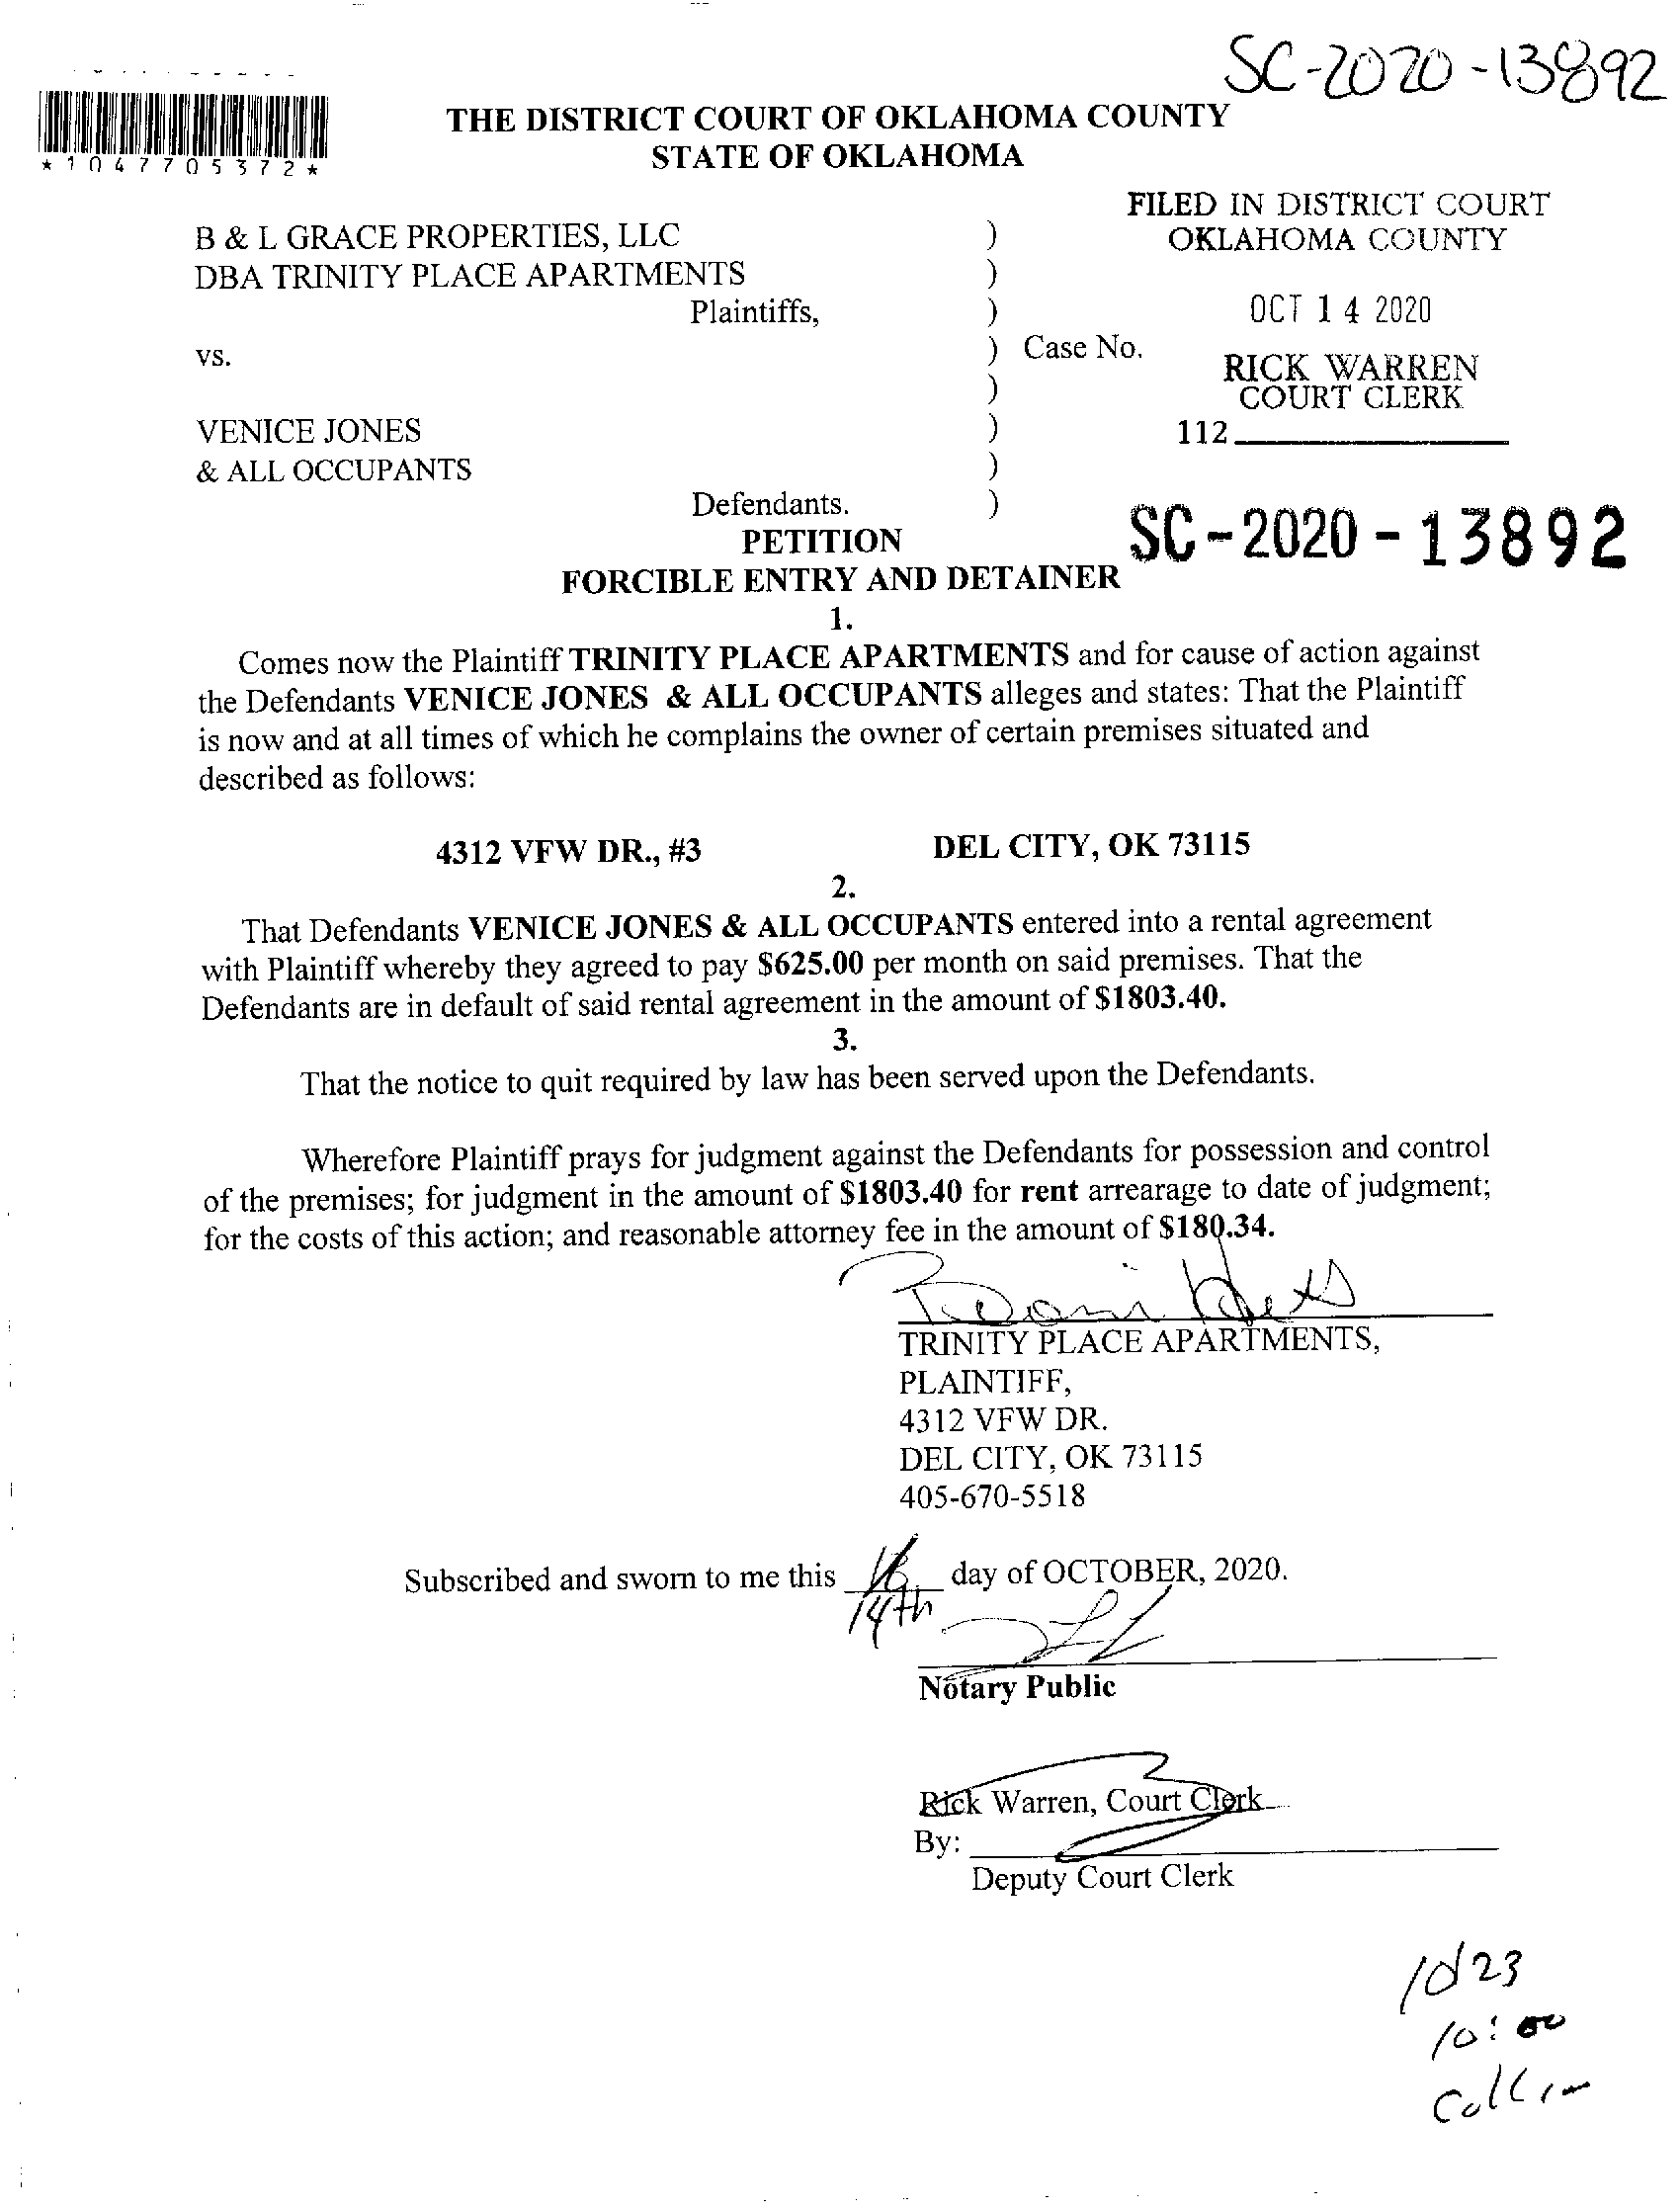 SC-2020-13892
*1047705372*
THE DISTRICT COURT OF OKLAHOMA COUNTY
STATE OF OKLAHOMA
FILED IN DISTRICT COURT
OKLAHOMA COUNTY
B & L GRACE PROPERTIES, LLC )
DBA TRINITY PLACE APARTMENTS )
Plaintiffs, )
OCT 14 2020
vs. ) Case No.
RICK WARREN
COURT CLERK
)
VENICE JONES )
112
& ALL OCCUPANTS )
Defendants. )
SC-2020-13892
PETITION
FORCIBLE ENTRY AND DETAINER
1.
Comes now the Plaintiff TRINITY PLACE APARTMENTS and for cause of action against
the Defendants VENICE JONES & ALL OCCUPANTS alleges and states: That the Plaintiff
is now and at all times of which he complains the owner of certain premises situated and
described as follows:
4312 VFW DR., #3 DEL CITY, OK 73115
2.
That Defendants VENICE JONES & ALL OCCUPANTS entered into a rental agreement
with Plaintiff whereby they agreed to pay $625.00 per month on said premises. That the
Defendants are in default of said rental agreement in the amount of $1803.40.
3.
That the notice to quit required by law has been served upon the Defendants.
Wherefore Plaintiff prays for judgment against the Defendants for possession and control
of the premises; for judgment in the amount of $1803.40 for rent arrearage to date of judgment;
for the costs of this action; and reasonable attorney fee in the amount of $180.34.
TRINITY PLACE APARTMENTS,
PLAINTIFF,
4312 VFW DR.
DEL CITY, OK 73115
405-670-5518
Subscribed and sworn to me this day of OCTOBER, 2020.
14th
Notary Public
Rick Warren, Court Clerk
By:
Deputy Court Clerk
10/23
10:00